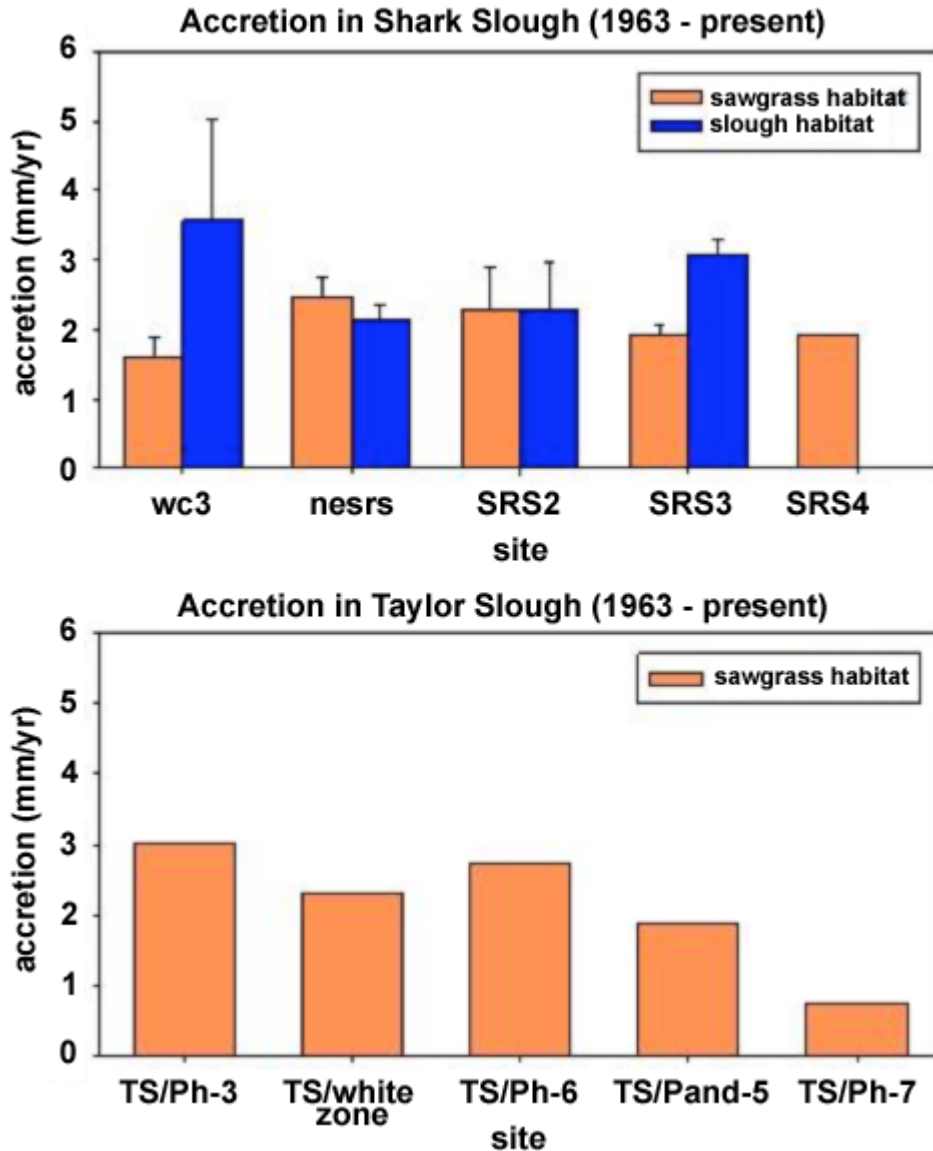 Accretion in Shark Slough (1963 - present)
6
5
4
3
2
1
0
accretion (mm/yr)
sawgrass habitat
slough habitat
wc3 nesrs SRS2 SRS3 SRS4
site
Accretion in Taylor Slough (1963 - present)
6
5
4
3
2
1
0
accretion (mm/yr)
sawgrass habitat
TS/Ph-3 TS/white zone TS/Ph-6 TS/Pand-5 TS/Ph-7
site